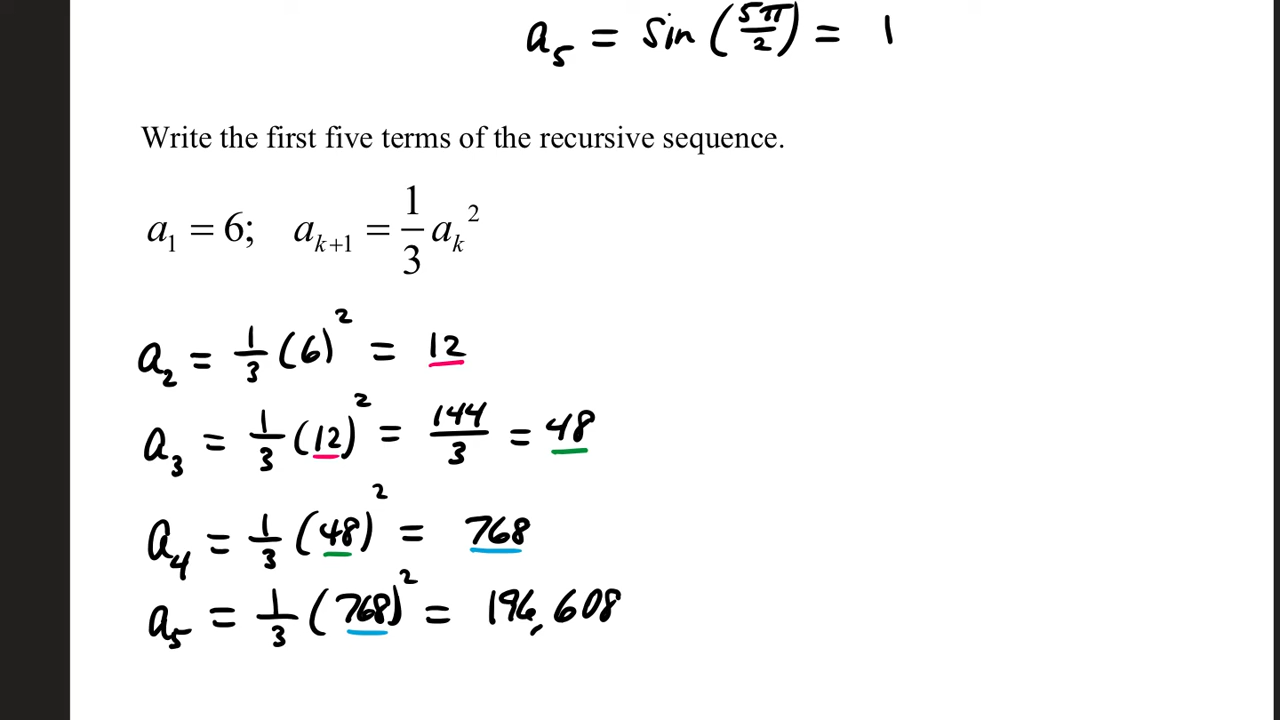 a₅ = sin(5π/2) = 1
Write the first five terms of the recursive sequence.
a₁ = 6; aₖ₊₁ = 1/3 aₖ²
a₂ = 1/3 (6)² = 12
a₃ = 1/3 (12)² = 144/3 = 48
a₄ = 1/3 (48)² = 768
a₅ = 1/3 (768)² = 196,608